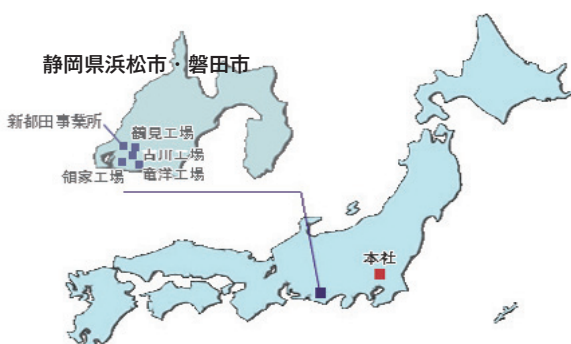 静岡県浜松市・磐田市
新都田事業所
鶴見工場
古川工場
領家工場
竜洋工場
本社